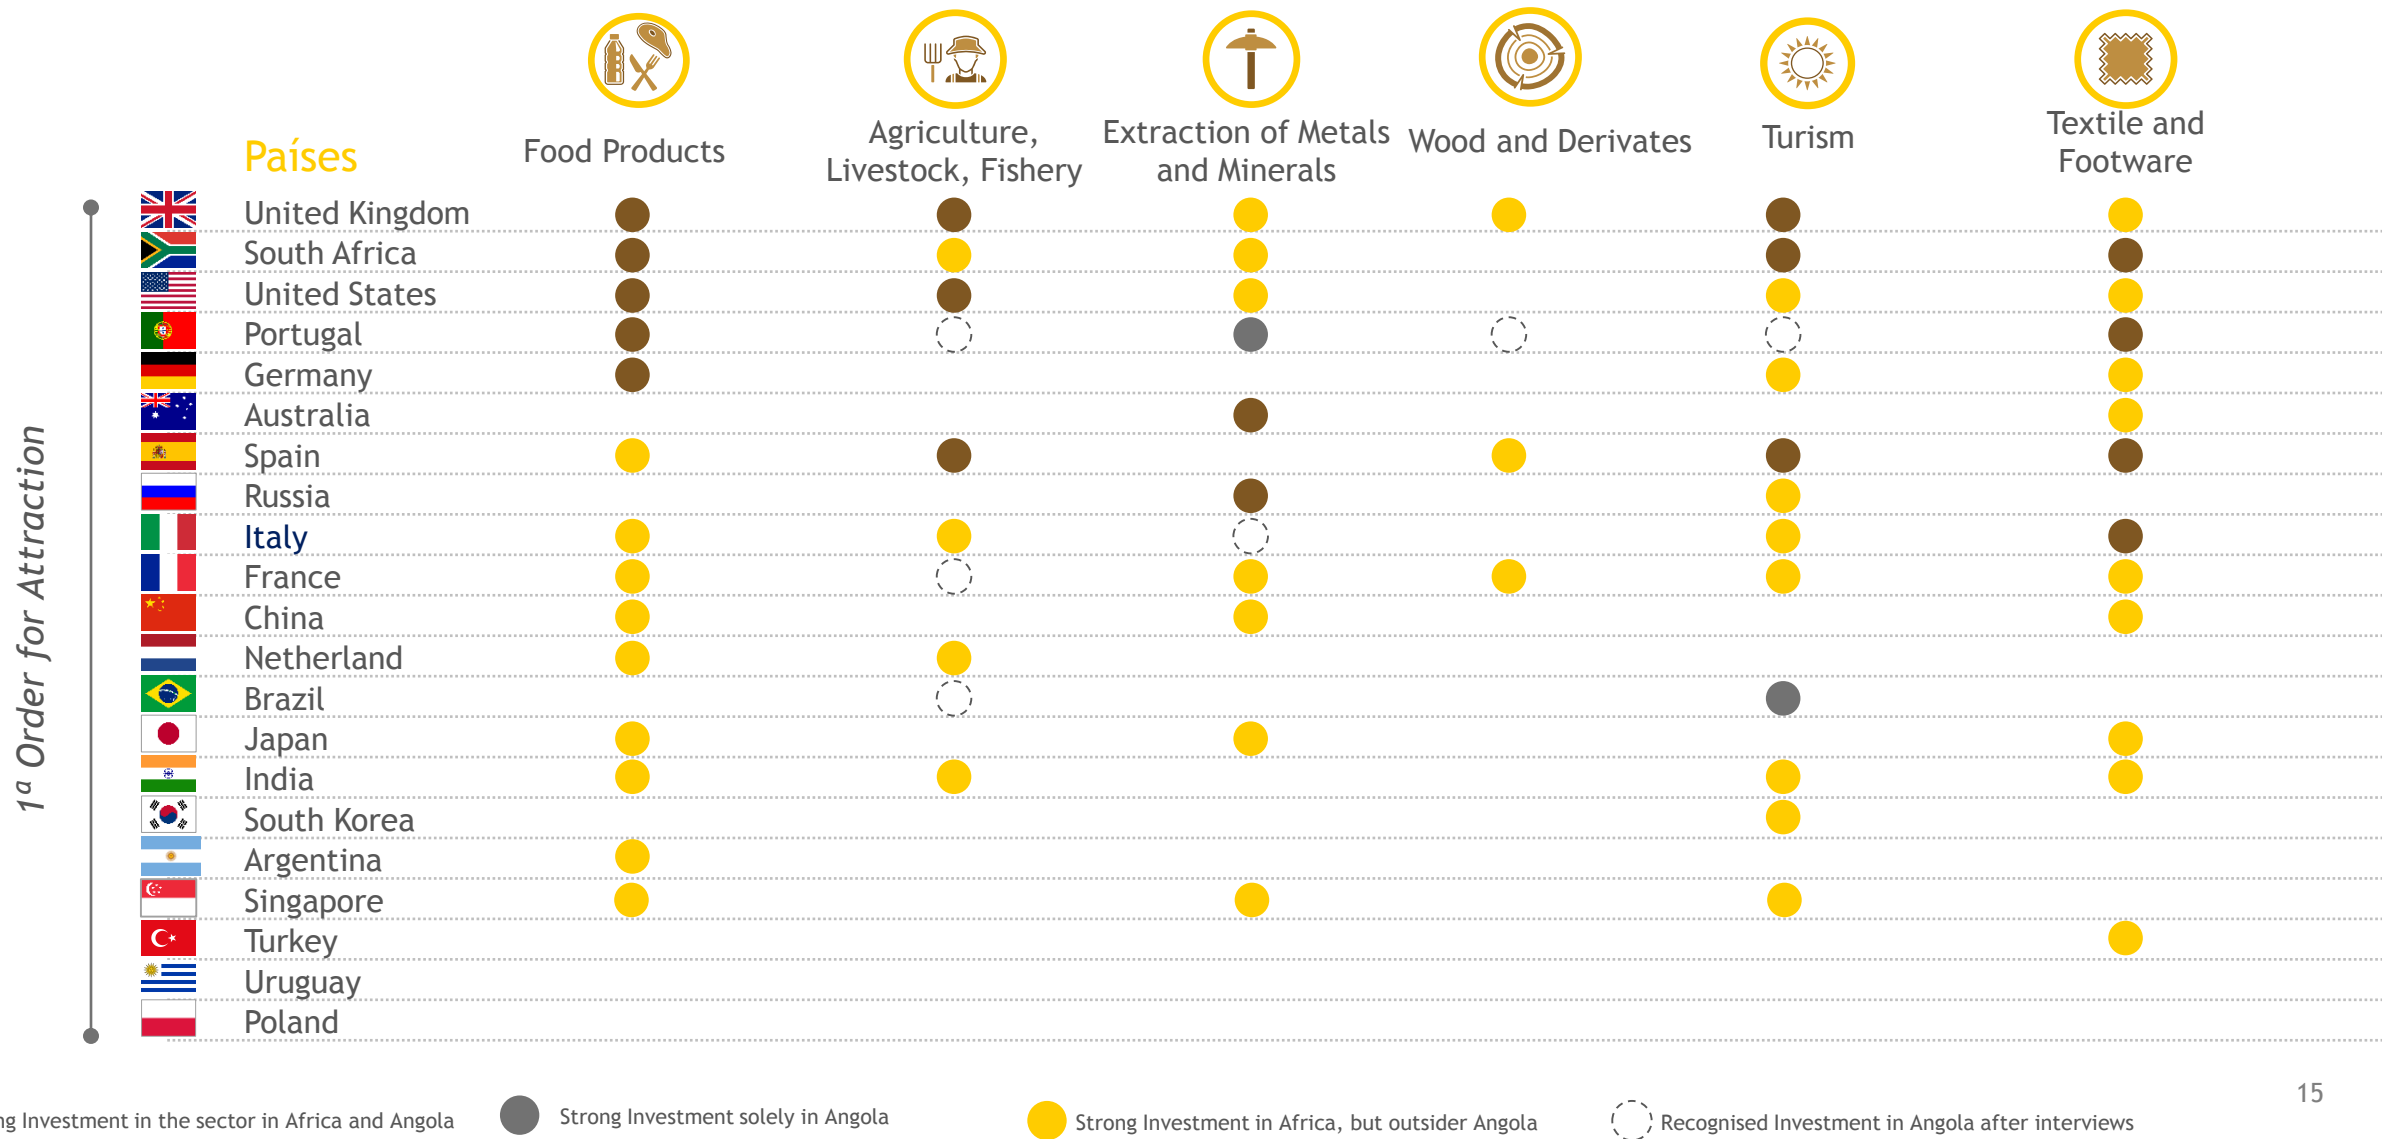 Países
Food Products
Agriculture,
Livestock, Fishery
Extraction of Metals
and Minerals
Wood and Derivates
Turism
Textile and
Footware
1ª Order for Attraction
United Kingdom
South Africa
United States
Portugal
Germany
Australia
Spain
Russia
Italy
France
China
Netherland
Brazil
Japan
India
South Korea
Argentina
Singapore
Turkey
Uruguay
Poland
15
ng Investment in the sector in Africa and Angola
Strong Investment solely in Angola
Strong Investment in Africa, but outsider Angola
Recognised Investment in Angola after interviews